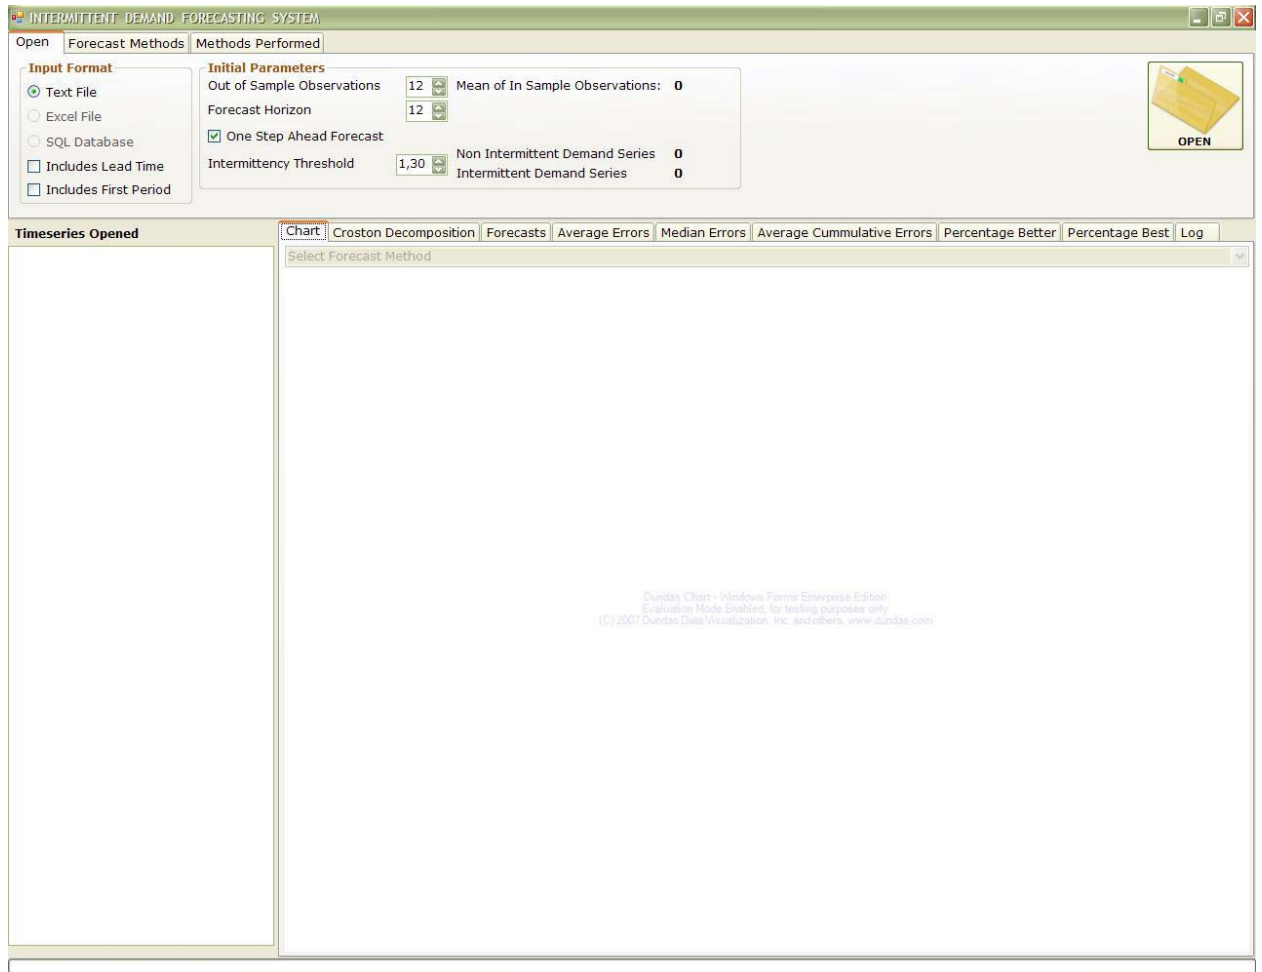 INTERMITTENT DEMAND FORECASTING SYSTEM
Open Forecast Methods Methods Performed
Input Format
Text File
Excel File
SQL Database
Includes Lead Time
Includes First Period
Initial Parameters
Out of Sample Observations 12 Mean of In Sample Observations: 0
Forecast Horizon 12
One Step Ahead Forecast
Intermittency Threshold 1,30
Non Intermittent Demand Series 0
Intermittent Demand Series 0
OPEN
Timeseries Opened
Chart Croston Decomposition Forecasts Average Errors Median Errors Average Cummulative Errors Percentage Better Percentage Best Log
Select Forecast Method
Dundas Chart - Windows Forms Enterprise Edition
Evaluation Mode Enabled, for testing purposes only
(C) 2007 Dundas Data Visualization, Inc. and others. www.dundas.com